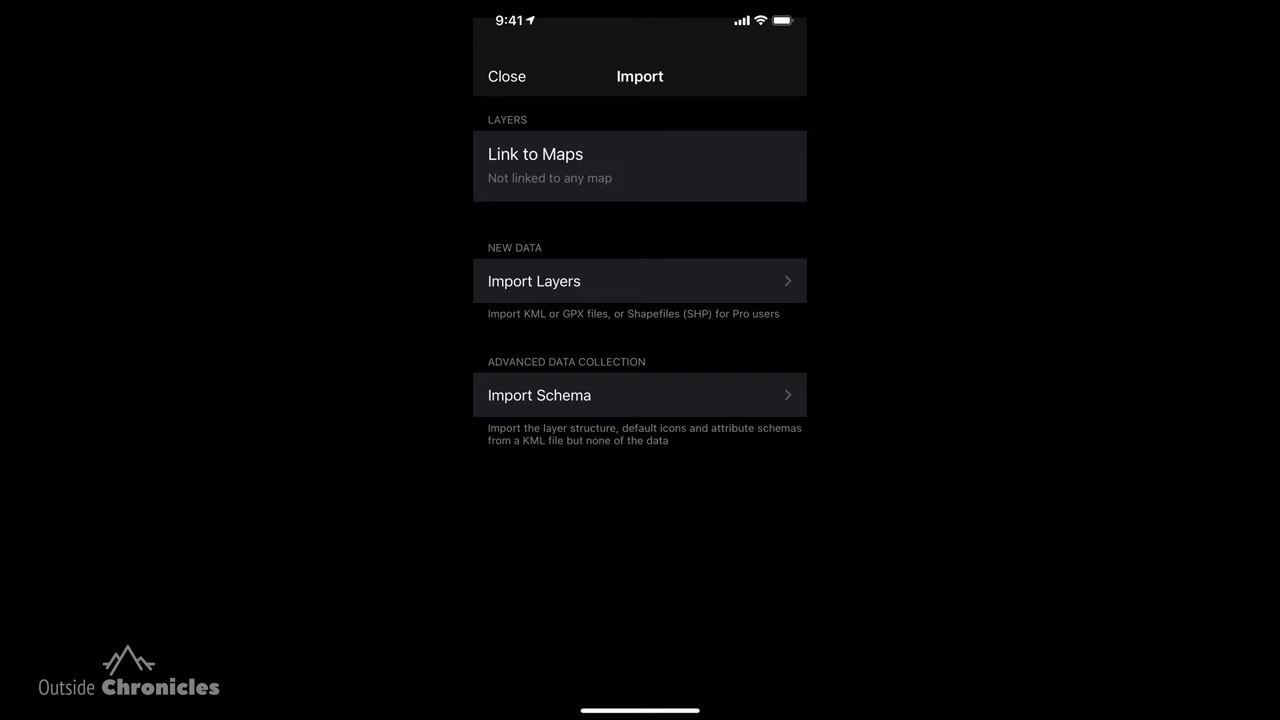 9:41
Close Import
LAYERS
Link to Maps
Not linked to any map
NEW DATA
Import Layers
Import KML or GPX files, or Shapefiles (SHP) for Pro users
ADVANCED DATA COLLECTION
Import Schema
Import the layer structure, default icons and attribute schemas
from a KML file but none of the data
Outside Chronicles